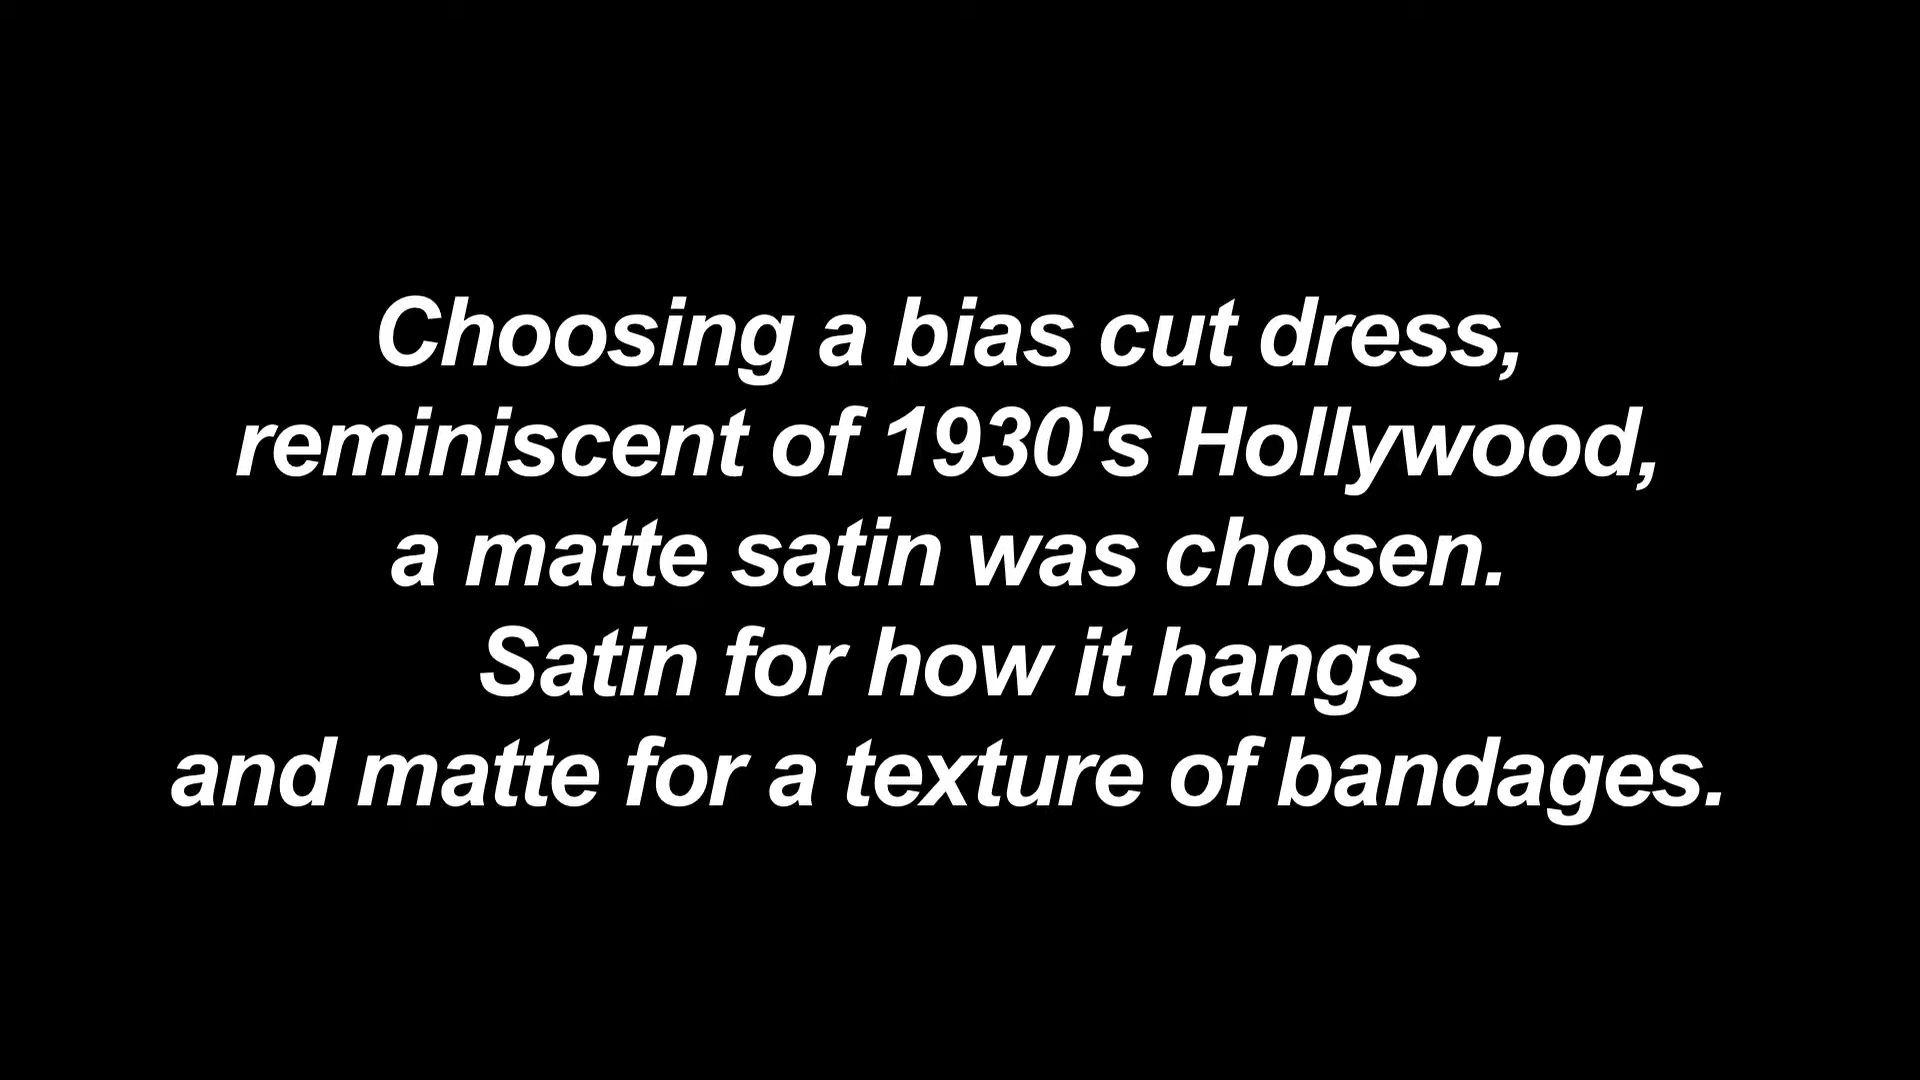 Choosing a bias cut dress,
reminiscent of 1930's Hollywood,
a matte satin was chosen.
Satin for how it hangs
and matte for a texture of bandages.